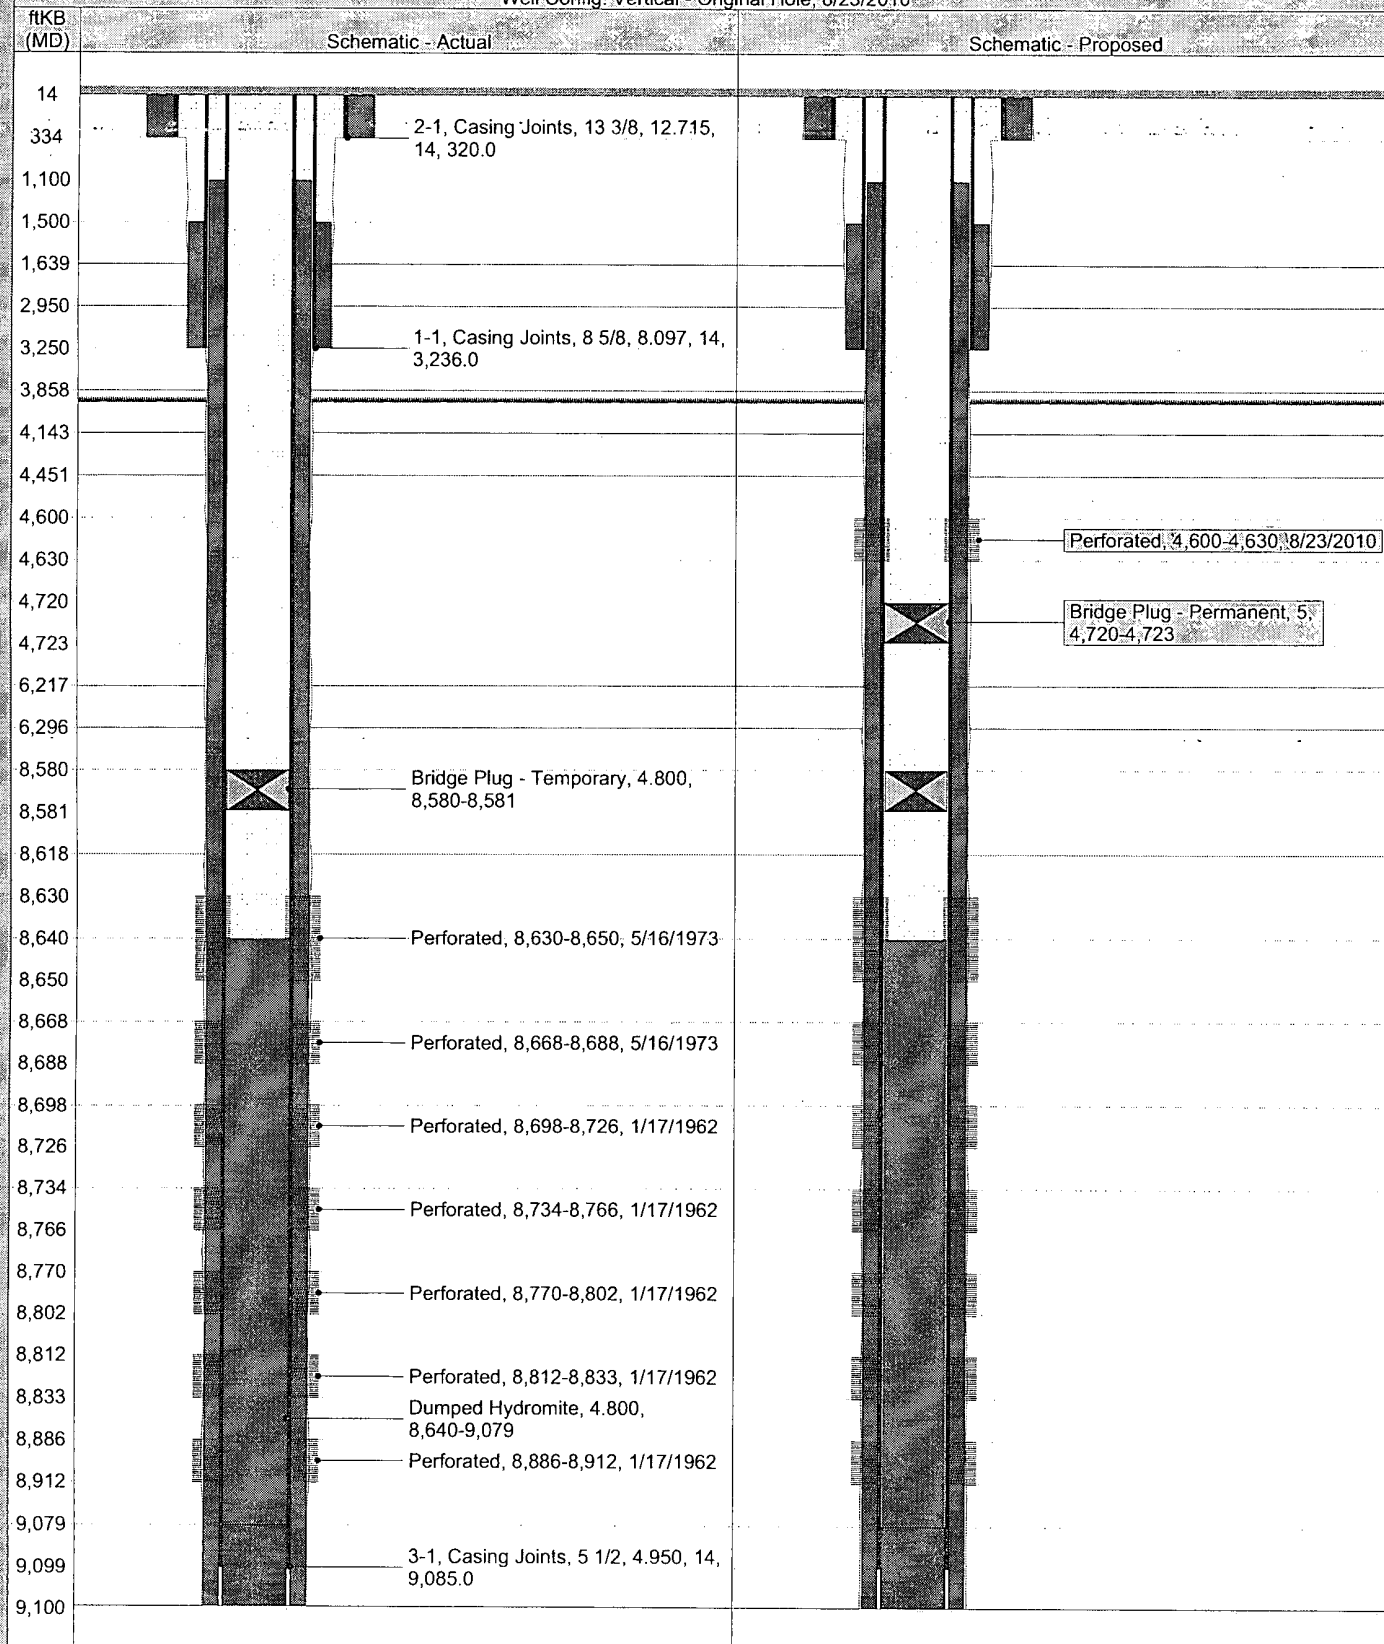 Well Config: Vertical - Original Hole, 8/23/2010
ftKB
(MD)
Schematic - Actual
Schematic - Proposed
14
334
1,100
1,500
1,639
2,950
3,250
3,858
4,143
4,451
4,600
4,630
4,720
4,723
6,217
6,296
8,580
8,581
8,618
8,630
8,640
8,650
8,668
8,688
8,698
8,726
8,734
8,766
8,770
8,802
8,812
8,833
8,886
8,912
9,079
9,099
9,100
2-1, Casing Joints, 13 3/8, 12.715,
14, 320.0
1-1, Casing Joints, 8 5/8, 8.097, 14,
3,236.0
Bridge Plug - Temporary, 4.800,
8,580-8,581
Perforated, 8,630-8,650, 5/16/1973
Perforated, 8,668-8,688, 5/16/1973
Perforated, 8,698-8,726, 1/17/1962
Perforated, 8,734-8,766, 1/17/1962
Perforated, 8,770-8,802, 1/17/1962
Perforated, 8,812-8,833, 1/17/1962
Dumped Hydromite, 4.800,
8,640-9,079
Perforated, 8,886-8,912, 1/17/1962
3-1, Casing Joints, 5 1/2, 4.950, 14,
9,085.0
Perforated, 4,600-4,630, 8/23/2010
Bridge Plug - Permanent, 5,
4,720-4,723